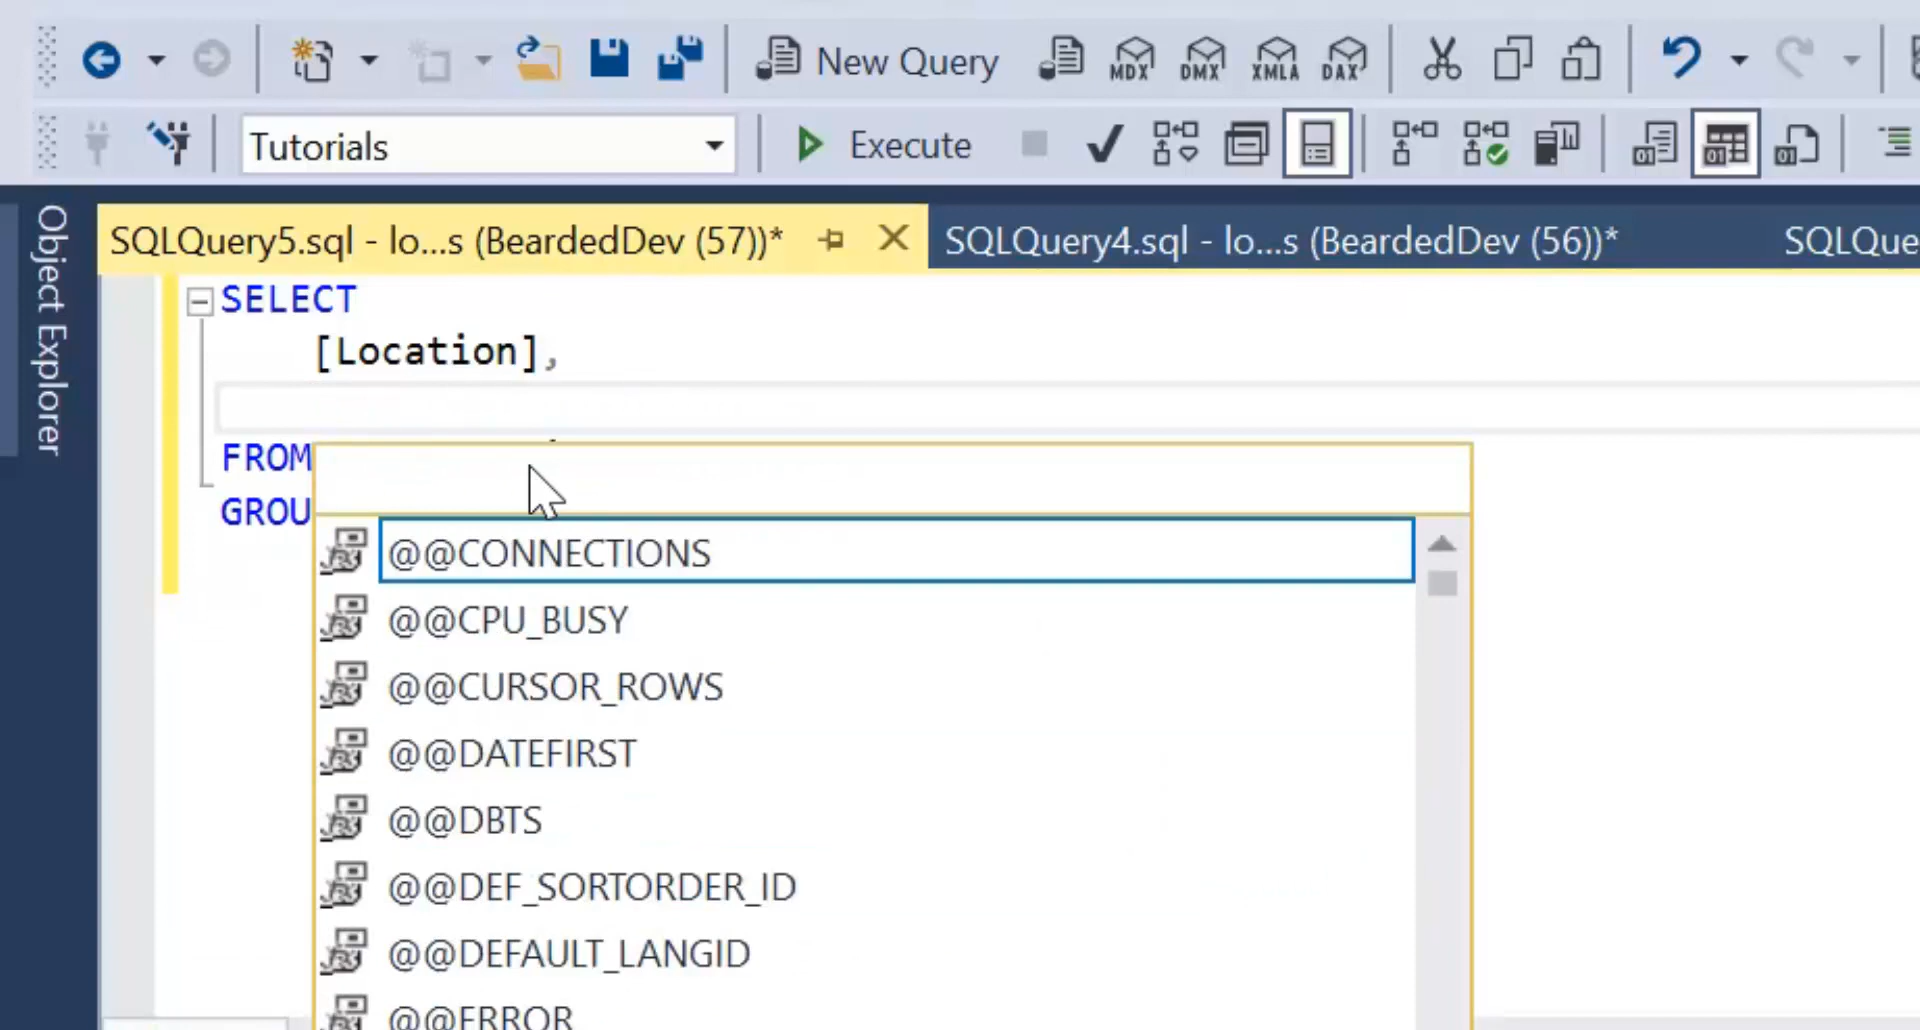 New Query MDX DMX XMLA DAX
Tutorials Execute
Object Explorer
SQLQuery5.sql - lo...s (BeardedDev (57))* SQLQuery4.sql - lo...s (BeardedDev (56))* SQLQue
SELECT
[Location],
FROM
GROU
@@CONNECTIONS
@@CPU_BUSY
@@CURSOR_ROWS
@@DATEFIRST
@@DBTS
@@DEF_SORTORDER_ID
@@DEFAULT_LANGID
@@ERROR